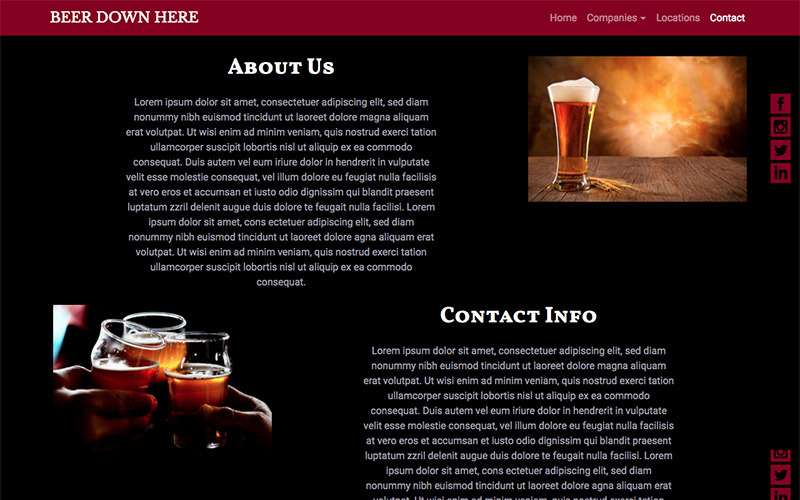 BEER DOWN HERE
Home Companies Locations Contact
About Us
Lorem ipsum dolor sit amet, consectetuer adipiscing elit, sed diam
nonummy nibh euismod tincidunt ut laoreet dolore magna aliquam
erat volutpat. Ut wisi enim ad minim veniam, quis nostrud exerci tation
ullamcorper suscipit lobortis nisl ut aliquip ex ea commodo
consequat. Duis autem vel eum iriure dolor in hendrerit in vulputate
velit esse molestie consequat, vel illum dolore eu feugiat nulla facilisis
at vero eros et accumsan et iusto odio dignissim qui blandit praesent
luptatum zzril delenit augue duis dolore te feugait nulla facilisi. Lorem
ipsum dolor sit amet, cons ectetuer adipiscing elit, sed diam
nonummy nibh euismod tincidunt ut laoreet dolore agna aliquam erat
volutpat. Ut wisi enim ad minim veniam, quis nostrud exerci tation
ullamcorper suscipit lobortis nisl ut aliquip ex ea commodo
consequat.
Contact Info
Lorem ipsum dolor sit amet, consectetuer adipiscing elit, sed diam
nonummy nibh euismod tincidunt ut laoreet dolore magna aliquam
erat volutpat. Ut wisi enim ad minim veniam, quis nostrud exerci tation
ullamcorper suscipit lobortis nisl ut aliquip ex ea commodo
consequat. Duis autem vel eum iriure dolor in hendrerit in vulputate
velit esse molestie consequat, vel illum dolore eu feugiat nulla facilisis
at vero eros et accumsan et iusto odio dignissim qui blandit praesent
luptatum zzril delenit augue duis dolore te feugait nulla facilisi. Lorem
ipsum dolor sit amet, cons ectetuer adipiscing elit, sed diam
nonummy nibh euismod tincidunt ut laoreet dolore agna aliquam erat